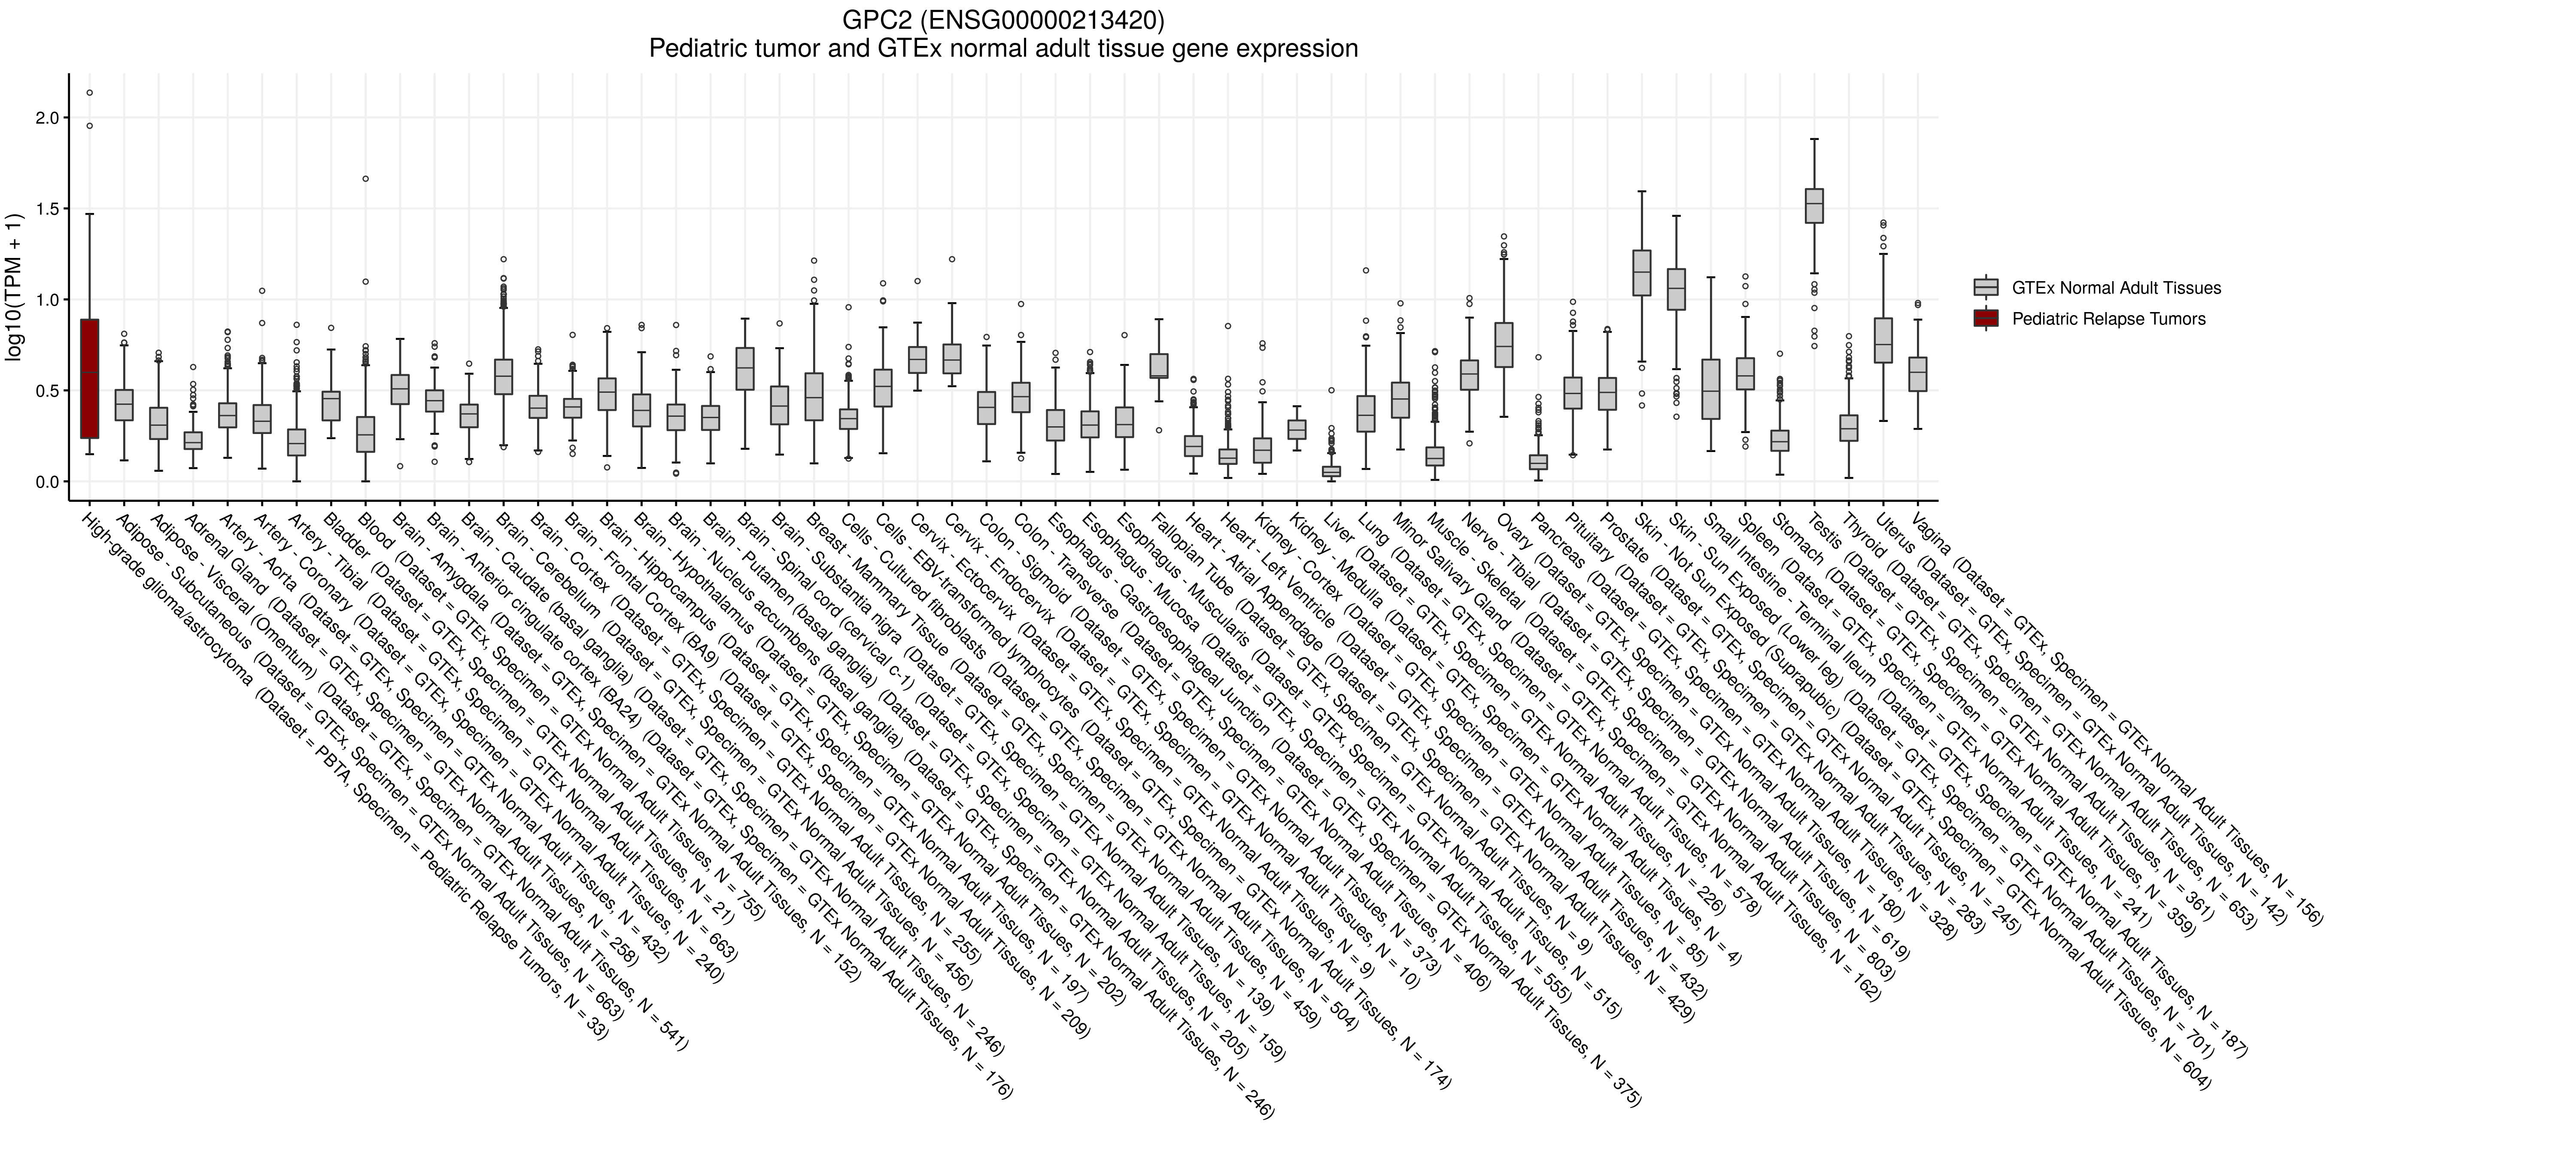 GPC2 (ENSG00000213420)
Pediatric tumor and GTEx normal adult tissue gene expression
log10(TPM + 1)
2.0
1.5
1.0
0.5
0.0
GTEx Normal Adult Tissues
Pediatric Relapse Tumors
High-grade glioma/astrocytoma (Dataset = PBTA, Specimen = Pediatric Relapse Tumors, N = 33)
Adipose - Subcutaneous (Dataset = GTEx, Specimen = GTEx Normal Adult Tissues, N = 663)
Adipose - Visceral (Omentum) (Dataset = GTEx, Specimen = GTEx Normal Adult Tissues, N = 541)
Adrenal Gland (Dataset = GTEx, Specimen = GTEx Normal Adult Tissues, N = 258)
Artery - Aorta (Dataset = GTEx, Specimen = GTEx Normal Adult Tissues, N = 432)
Artery - Coronary (Dataset = GTEx, Specimen = GTEx Normal Adult Tissues, N = 240)
Artery - Tibial (Dataset = GTEx, Specimen = GTEx Normal Adult Tissues, N = 663)
Bladder (Dataset = GTEx, Specimen = GTEx Normal Adult Tissues, N = 21)
Blood (Dataset = GTEx, Specimen = GTEx Normal Adult Tissues, N = 755)
Brain - Amygdala (Dataset = GTEx, Specimen = GTEx Normal Adult Tissues, N = 152)
Brain - Anterior cingulate cortex (BA24) (Dataset = GTEx, Specimen = GTEx Normal Adult Tissues, N = 176)
Brain - Caudate (basal ganglia) (Dataset = GTEx, Specimen = GTEx Normal Adult Tissues, N = 246)
Brain - Cerebellum (Dataset = GTEx, Specimen = GTEx Normal Adult Tissues, N = 456)
Brain - Cortex (Dataset = GTEx, Specimen = GTEx Normal Adult Tissues, N = 255)
Brain - Frontal Cortex (BA9) (Dataset = GTEx, Specimen = GTEx Normal Adult Tissues, N = 209)
Brain - Hippocampus (Dataset = GTEx, Specimen = GTEx Normal Adult Tissues, N = 197)
Brain - Hypothalamus (Dataset = GTEx, Specimen = GTEx Normal Adult Tissues, N = 202)
Brain - Nucleus accumbens (basal ganglia) (Dataset = GTEx, Specimen = GTEx Normal Adult Tissues, N = 246)
Brain - Putamen (basal ganglia) (Dataset = GTEx, Specimen = GTEx Normal Adult Tissues, N = 205)
Brain - Spinal cord (cervical c-1) (Dataset = GTEx, Specimen = GTEx Normal Adult Tissues, N = 159)
Brain - Substantia nigra (Dataset = GTEx, Specimen = GTEx Normal Adult Tissues, N = 139)
Breast - Mammary Tissue (Dataset = GTEx, Specimen = GTEx Normal Adult Tissues, N = 459)
Cells - Cultured fibroblasts (Dataset = GTEx, Specimen = GTEx Normal Adult Tissues, N = 504)
Cells - EBV-transformed lymphocytes (Dataset = GTEx, Specimen = GTEx Normal Adult Tissues, N = 174)
Cervix - Ectocervix (Dataset = GTEx, Specimen = GTEx Normal Adult Tissues, N = 9)
Cervix - Endocervix (Dataset = GTEx, Specimen = GTEx Normal Adult Tissues, N = 10)
Colon - Sigmoid (Dataset = GTEx, Specimen = GTEx Normal Adult Tissues, N = 373)
Colon - Transverse (Dataset = GTEx, Specimen = GTEx Normal Adult Tissues, N = 406)
Esophagus - Gastroesophageal Junction (Dataset = GTEx, Specimen = GTEx Normal Adult Tissues, N = 375)
Esophagus - Mucosa (Dataset = GTEx, Specimen = GTEx Normal Adult Tissues, N = 555)
Esophagus - Muscularis (Dataset = GTEx, Specimen = GTEx Normal Adult Tissues, N = 515)
Fallopian Tube (Dataset = GTEx, Specimen = GTEx Normal Adult Tissues, N = 9)
Heart - Atrial Appendage (Dataset = GTEx, Specimen = GTEx Normal Adult Tissues, N = 429)
Heart - Left Ventricle (Dataset = GTEx, Specimen = GTEx Normal Adult Tissues, N = 432)
Kidney - Cortex (Dataset = GTEx, Specimen = GTEx Normal Adult Tissues, N = 85)
Kidney - Medulla (Dataset = GTEx, Specimen = GTEx Normal Adult Tissues, N = 4)
Liver (Dataset = GTEx, Specimen = GTEx Normal Adult Tissues, N = 226)
Lung (Dataset = GTEx, Specimen = GTEx Normal Adult Tissues, N = 578)
Minor Salivary Gland (Dataset = GTEx, Specimen = GTEx Normal Adult Tissues, N = 162)
Muscle - Skeletal (Dataset = GTEx, Specimen = GTEx Normal Adult Tissues, N = 803)
Nerve - Tibial (Dataset = GTEx, Specimen = GTEx Normal Adult Tissues, N = 619)
Ovary (Dataset = GTEx, Specimen = GTEx Normal Adult Tissues, N = 180)
Pancreas (Dataset = GTEx, Specimen = GTEx Normal Adult Tissues, N = 328)
Pituitary (Dataset = GTEx, Specimen = GTEx Normal Adult Tissues, N = 283)
Prostate (Dataset = GTEx, Specimen = GTEx Normal Adult Tissues, N = 245)
Skin - Not Sun Exposed (Suprapubic) (Dataset = GTEx, Specimen = GTEx Normal Adult Tissues, N = 604)
Skin - Sun Exposed (Lower leg) (Dataset = GTEx, Specimen = GTEx Normal Adult Tissues, N = 701)
Small Intestine - Terminal Ileum (Dataset = GTEx, Specimen = GTEx Normal Adult Tissues, N = 187)
Spleen (Dataset = GTEx, Specimen = GTEx Normal Adult Tissues, N = 241)
Stomach (Dataset = GTEx, Specimen = GTEx Normal Adult Tissues, N = 359)
Testis (Dataset = GTEx, Specimen = GTEx Normal Adult Tissues, N = 361)
Thyroid (Dataset = GTEx, Specimen = GTEx Normal Adult Tissues, N = 653)
Uterus (Dataset = GTEx, Specimen = GTEx Normal Adult Tissues, N = 142)
Vagina (Dataset = GTEx, Specimen = GTEx Normal Adult Tissues, N = 156)